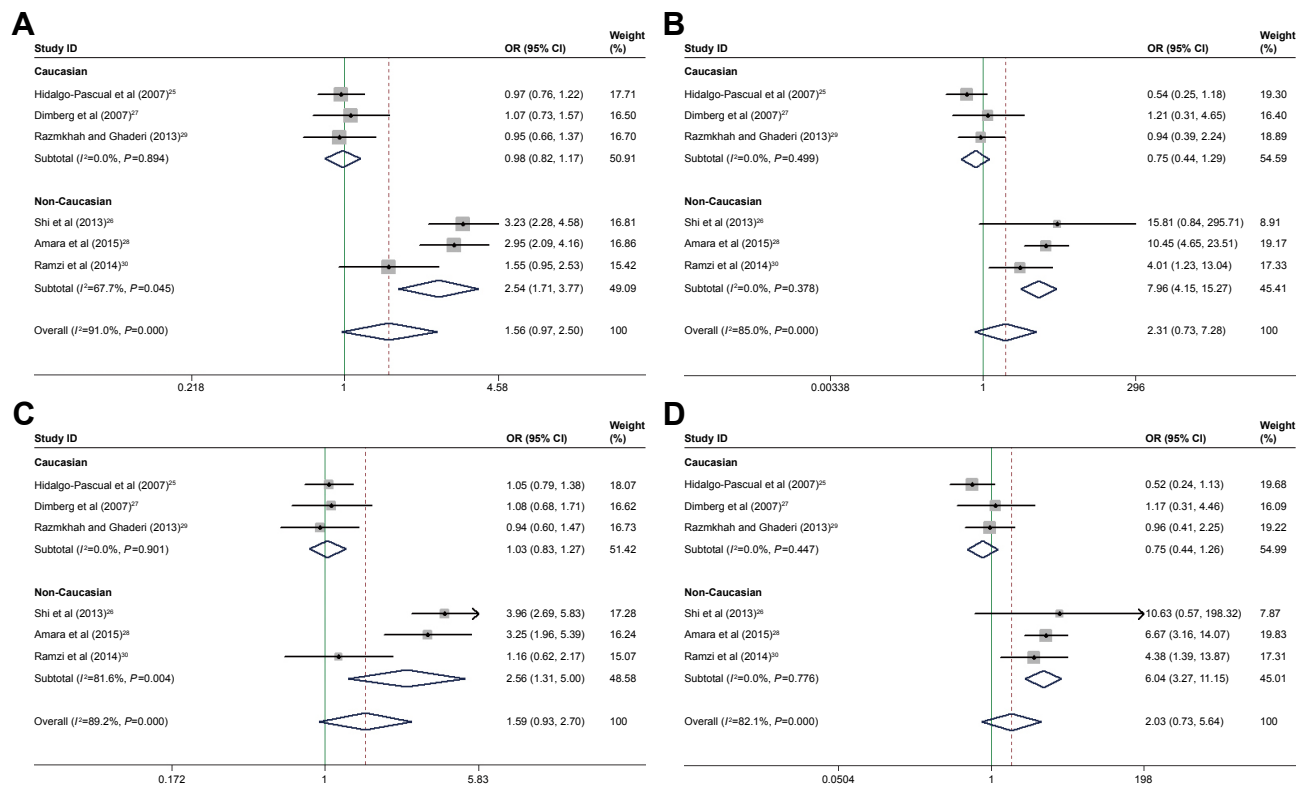 A
Study ID OR (95% CI) Weight (%)
Caucasian
Hidalgo-Pascual et al (2007)²⁵ 0.97 (0.76, 1.22) 17.71
Dimberg et al (2007)²⁷ 1.07 (0.73, 1.57) 16.50
Razmkhah and Ghaderi (2013)²⁹ 0.95 (0.66, 1.37) 16.70
Subtotal (I²=0.0%, P=0.894) 0.98 (0.82, 1.17) 50.91
Non-Caucasian
Shi et al (2013)²⁶ 3.23 (2.28, 4.58) 16.81
Amara et al (2015)²⁸ 2.95 (2.09, 4.16) 16.86
Ramzi et al (2014)³⁰ 1.55 (0.95, 2.53) 15.42
Subtotal (I²=67.7%, P=0.045) 2.54 (1.71, 3.77) 49.09
Overall (I²=91.0%, P=0.000) 1.56 (0.97, 2.50) 100
0.218 1 4.58
B
Study ID OR (95% CI) Weight (%)
Caucasian
Hidalgo-Pascual et al (2007)²⁵ 0.54 (0.25, 1.18) 19.30
Dimberg et al (2007)²⁷ 1.21 (0.31, 4.65) 16.40
Razmkhah and Ghaderi (2013)²⁹ 0.94 (0.39, 2.24) 18.89
Subtotal (I²=0.0%, P=0.499) 0.75 (0.44, 1.29) 54.59
Non-Caucasian
Shi et al (2013)²⁶ 15.81 (0.84, 295.71) 8.91
Amara et al (2015)²⁸ 10.45 (4.65, 23.51) 19.17
Ramzi et al (2014)³⁰ 4.01 (1.23, 13.04) 17.33
Subtotal (I²=0.0%, P=0.378) 7.96 (4.15, 15.27) 45.41
Overall (I²=85.0%, P=0.000) 2.31 (0.73, 7.28) 100
0.00338 1 296
C
Study ID OR (95% CI) Weight (%)
Caucasian
Hidalgo-Pascual et al (2007)²⁵ 1.05 (0.79, 1.38) 18.07
Dimberg et al (2007)²⁷ 1.08 (0.68, 1.71) 16.62
Razmkhah and Ghaderi (2013)²⁹ 0.94 (0.60, 1.47) 16.73
Subtotal (I²=0.0%, P=0.901) 1.03 (0.83, 1.27) 51.42
Non-Caucasian
Shi et al (2013)²⁶ 3.96 (2.69, 5.83) 17.28
Amara et al (2015)²⁸ 3.25 (1.96, 5.39) 16.24
Ramzi et al (2014)³⁰ 1.16 (0.62, 2.17) 15.07
Subtotal (I²=81.6%, P=0.004) 2.56 (1.31, 5.00) 48.58
Overall (I²=89.2%, P=0.000) 1.59 (0.93, 2.70) 100
0.172 1 5.83
D
Study ID OR (95% CI) Weight (%)
Caucasian
Hidalgo-Pascual et al (2007)²⁵ 0.52 (0.24, 1.13) 19.68
Dimberg et al (2007)²⁷ 1.17 (0.31, 4.46) 16.09
Razmkhah and Ghaderi (2013)²⁹ 0.96 (0.41, 2.25) 19.22
Subtotal (I²=0.0%, P=0.447) 0.75 (0.44, 1.26) 54.99
Non-Caucasian
Shi et al (2013)²⁶ 10.63 (0.57, 198.32) 7.87
Amara et al (2015)²⁸ 6.67 (3.16, 14.07) 19.83
Ramzi et al (2014)³⁰ 4.38 (1.39, 13.87) 17.31
Subtotal (I²=0.0%, P=0.776) 6.04 (3.27, 11.15) 45.01
Overall (I²=82.1%, P=0.000) 2.03 (0.73, 5.64) 100
0.0504 1 198